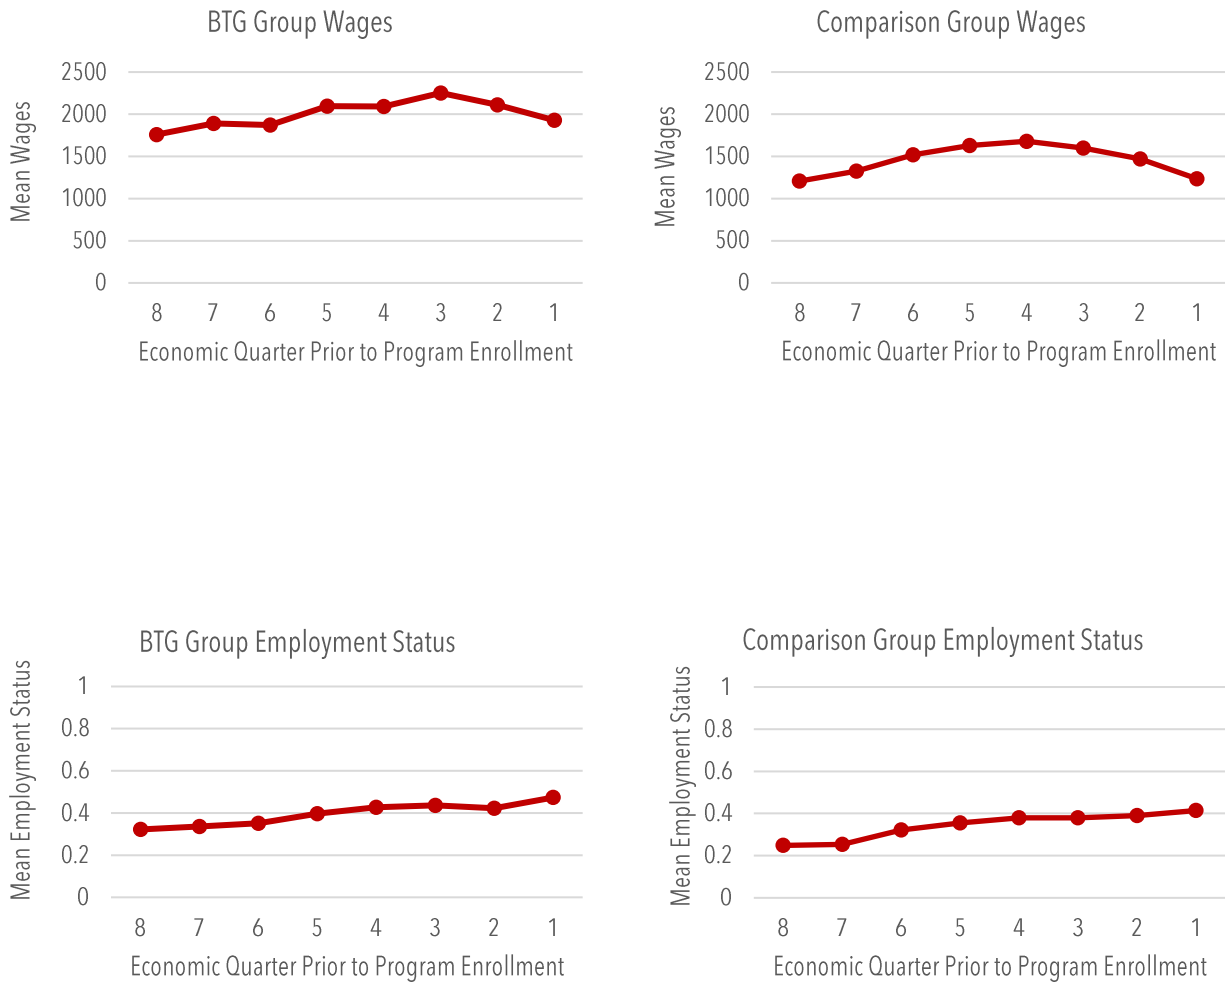 BTG Group Wages
Mean Wages
2500
2000
1500
1000
500
0
8 7 6 5 4 3 2 1
Economic Quarter Prior to Program Enrollment
Comparison Group Wages
Mean Wages
2500
2000
1500
1000
500
0
8 7 6 5 4 3 2 1
Economic Quarter Prior to Program Enrollment
BTG Group Employment Status
Mean Employment Status
1
0.8
0.6
0.4
0.2
0
8 7 6 5 4 3 2 1
Economic Quarter Prior to Program Enrollment
Comparison Group Employment Status
Mean Employment Status
1
0.8
0.6
0.4
0.2
0
8 7 6 5 4 3 2 1
Economic Quarter Prior to Program Enrollment